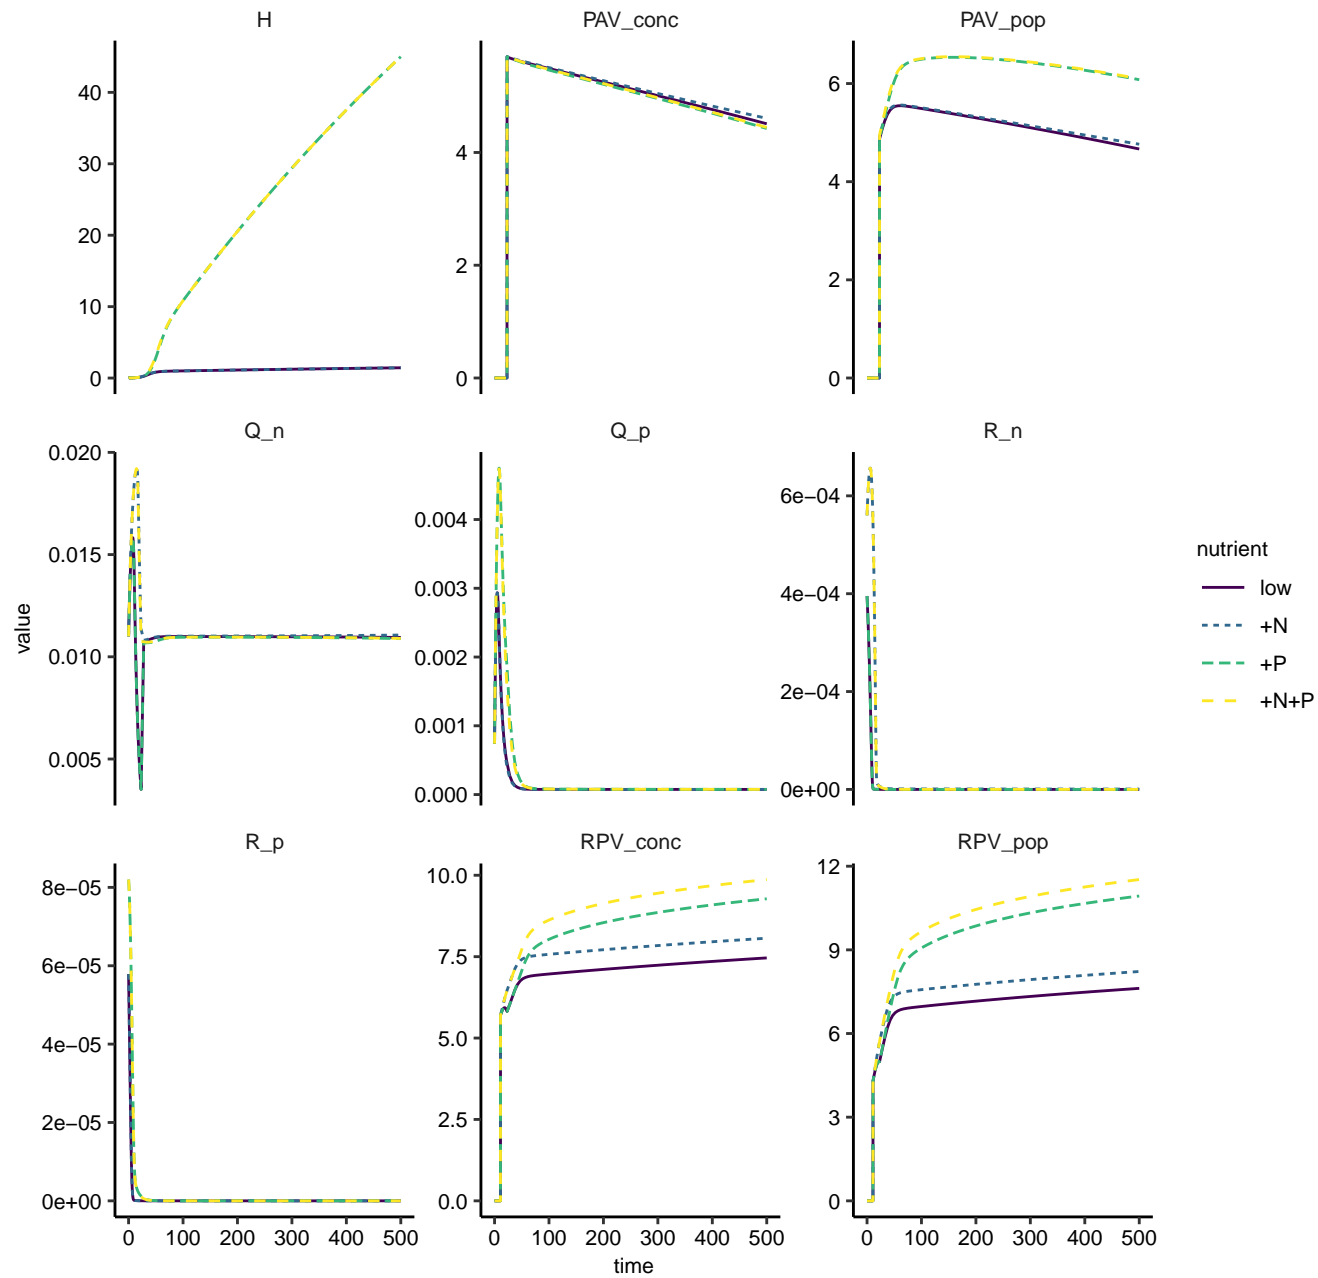 H
PAV_conc
PAV_pop
40
30
20
10
0
4
2
0
6
4
2
0
Q_n
Q_p
R_n
0.020
0.015
0.010
0.005
0.004
0.003
0.002
0.001
0.000
6e−04
4e−04
2e−04
0e+00
value
nutrient
low
+N
+P
+N+P
R_p
RPV_conc
RPV_pop
8e−05
6e−05
4e−05
2e−05
0e+00
10.0
7.5
5.0
2.5
0.0
12
9
6
3
0
0 100 200 300 400 500
0 100 200 300 400 500
0 100 200 300 400 500
time